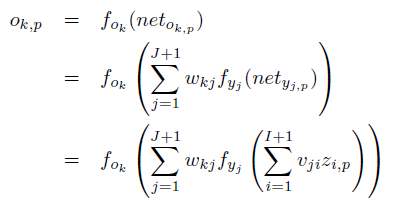 $o_{k,p} = f_{o_k}(net_{o_{k,p}})$
$= f_{o_k}\left(\sum_{j=1}^{J+1} w_{kj} f_{y_j}(net_{y_{j,p}})\right)$
$= f_{o_k}\left(\sum_{j=1}^{J+1} w_{kj} f_{y_j}\left(\sum_{i=1}^{I+1} v_{ji} z_{i,p}\right)\right)$